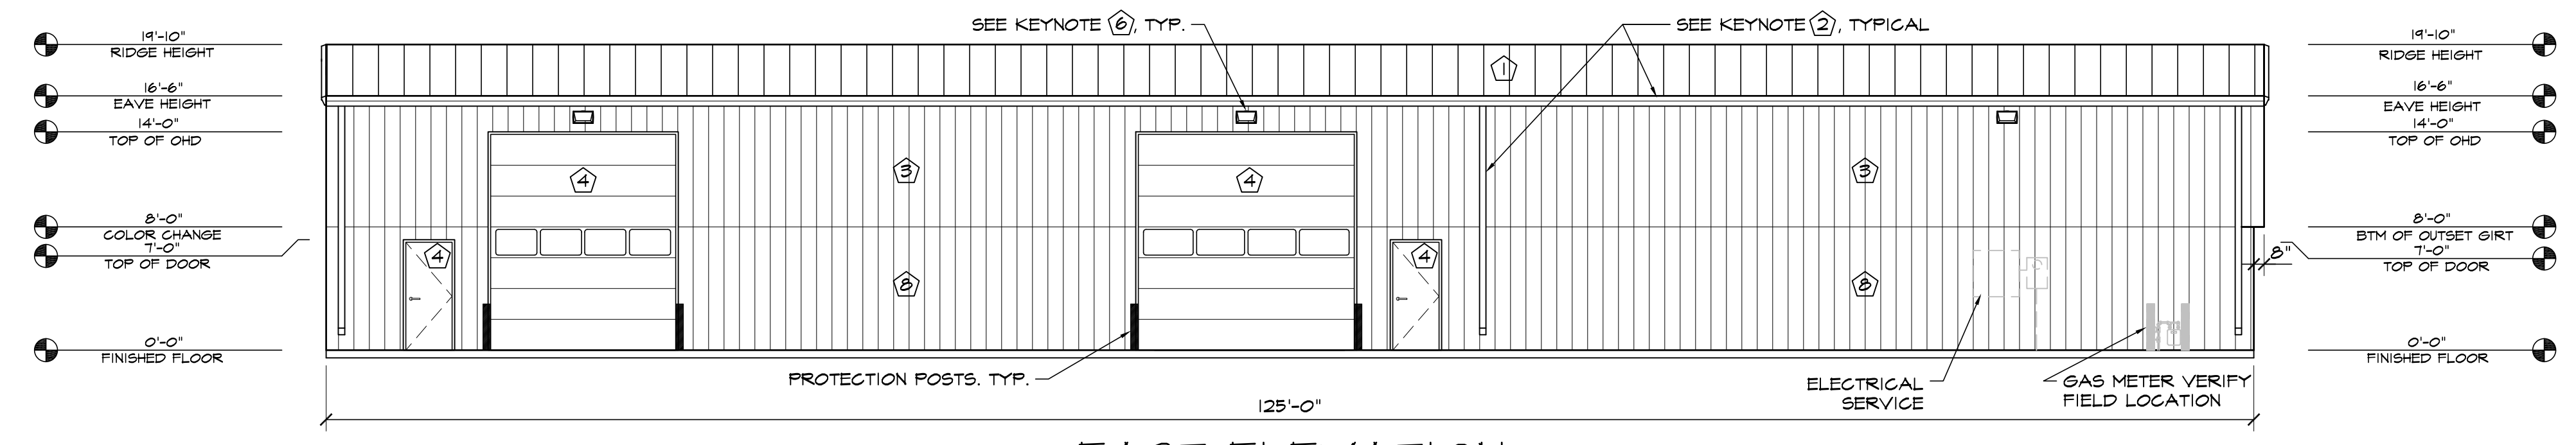 SEE KEYNOTE 6, TYP.
SEE KEYNOTE 2, TYPICAL
19'-10"
RIDGE HEIGHT
16'-6"
EAVE HEIGHT
14'-0"
TOP OF OHD
8'-0"
COLOR CHANGE
7'-0"
TOP OF DOOR
0'-0"
FINISHED FLOOR
1
4
3
4
3
4
8
4
8
19'-10"
RIDGE HEIGHT
16'-6"
EAVE HEIGHT
14'-0"
TOP OF OHD
8'-0"
BTM OF OUTSET GIRT
8"
7'-0"
TOP OF DOOR
0'-0"
FINISHED FLOOR
PROTECTION POSTS. TYP.
ELECTRICAL
SERVICE
GAS METER VERIFY
FIELD LOCATION
125'-0"